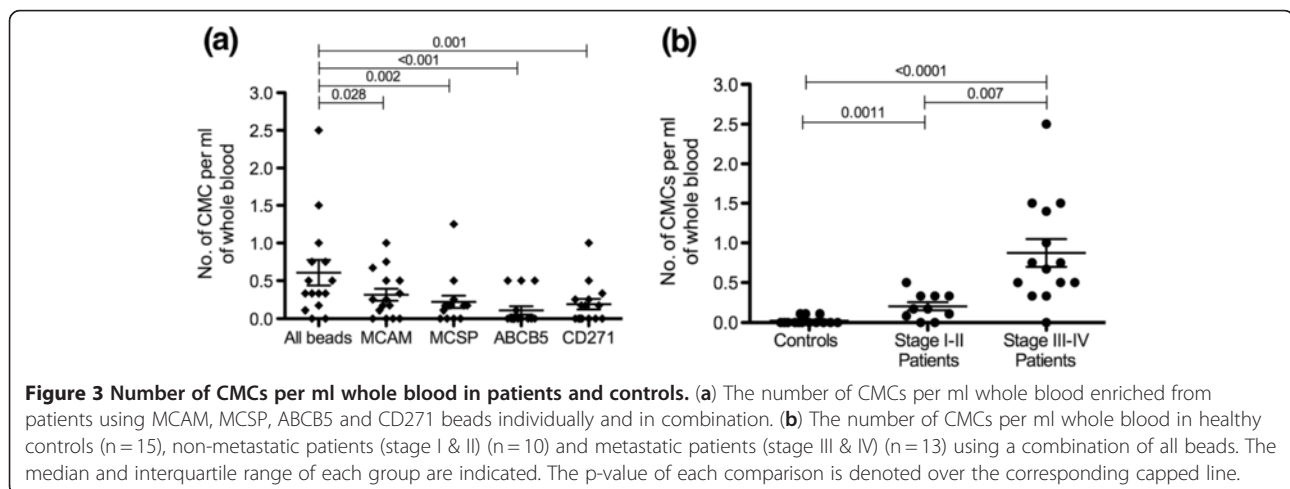 (a)
0.001
<0.001
0.002
0.028
No. of CMC per ml
of whole blood
3.0
2.5
2.0
1.5
1.0
0.5
0.0
All beads MCAM MCSP ABCB5 CD271
(b)
<0.0001
0.0011
0.007
No. of CMCs per ml
of whole blood
3.0
2.5
2.0
1.5
1.0
0.5
0.0
Controls Stage I-II Stage III-IV
Patients Patients
Figure 3 Number of CMCs per ml whole blood in patients and controls. (a) The number of CMCs per ml whole blood enriched from
patients using MCAM, MCSP, ABCB5 and CD271 beads individually and in combination. (b) The number of CMCs per ml whole blood in healthy
controls (n = 15), non-metastatic patients (stage I & II) (n = 10) and metastatic patients (stage III & IV) (n = 13) using a combination of all beads. The
median and interquartile range of each group are indicated. The p-value of each comparison is denoted over the corresponding capped line.